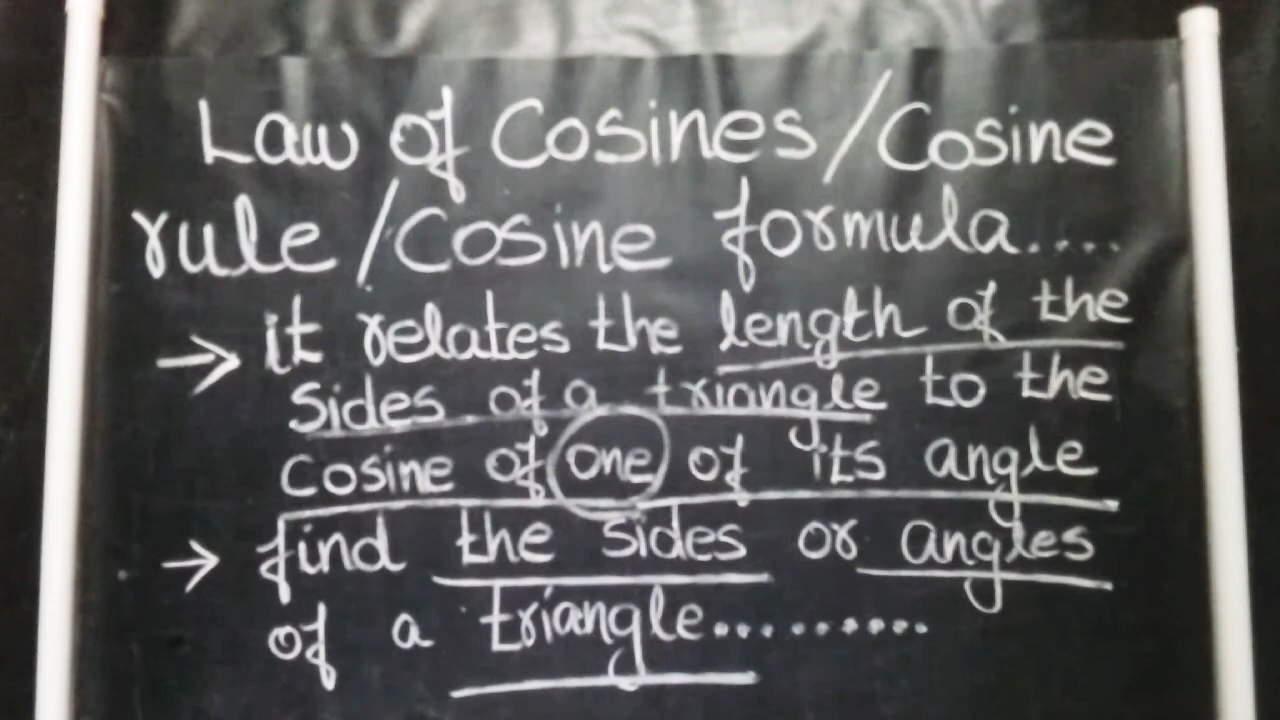 Law of Cosines/Cosine
rule/Cosine formula....
→ it relates the length of the
sides of a triangle to the
cosine of one of its angle
→ find the sides or angles
of a triangle..........